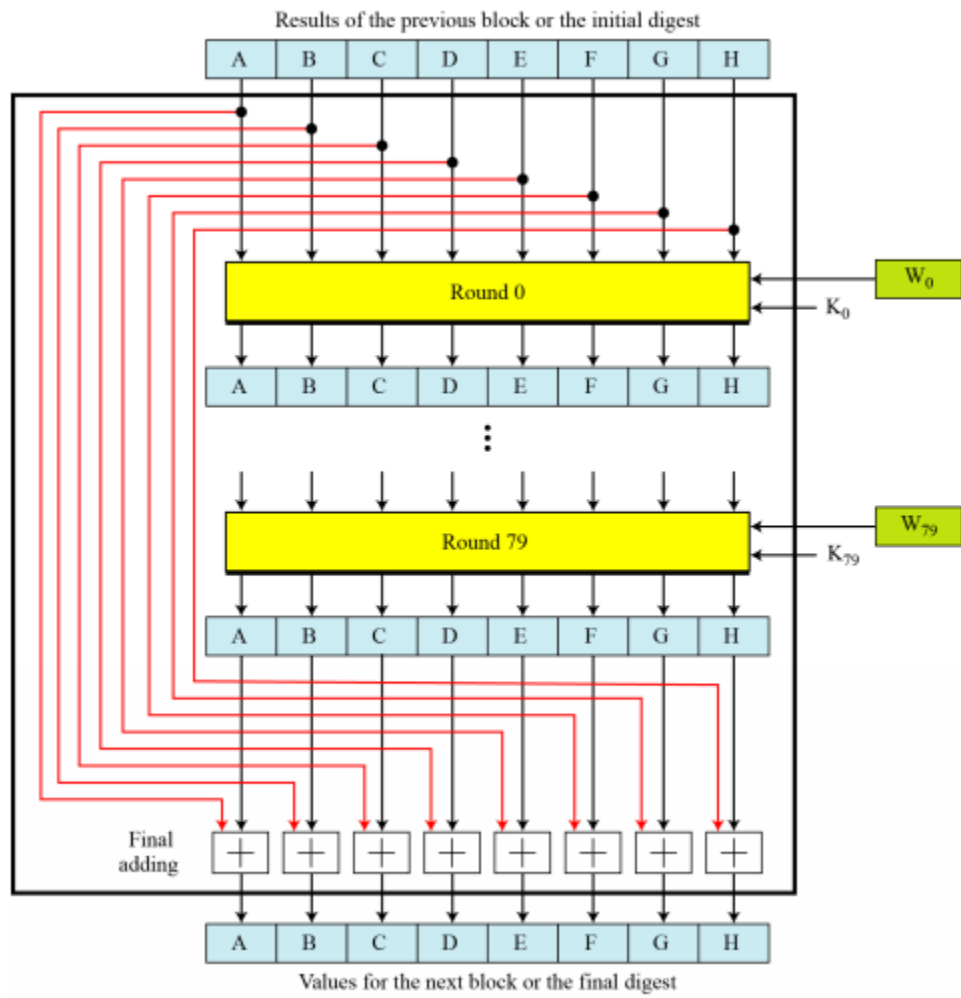 Results of the previous block or the initial digest
A B C D E F G H
Round 0
W₀
K₀
A B C D E F G H
Round 79
W₇₉
K₇₉
A B C D E F G H
Final
adding
A B C D E F G H
Values for the next block or the final digest